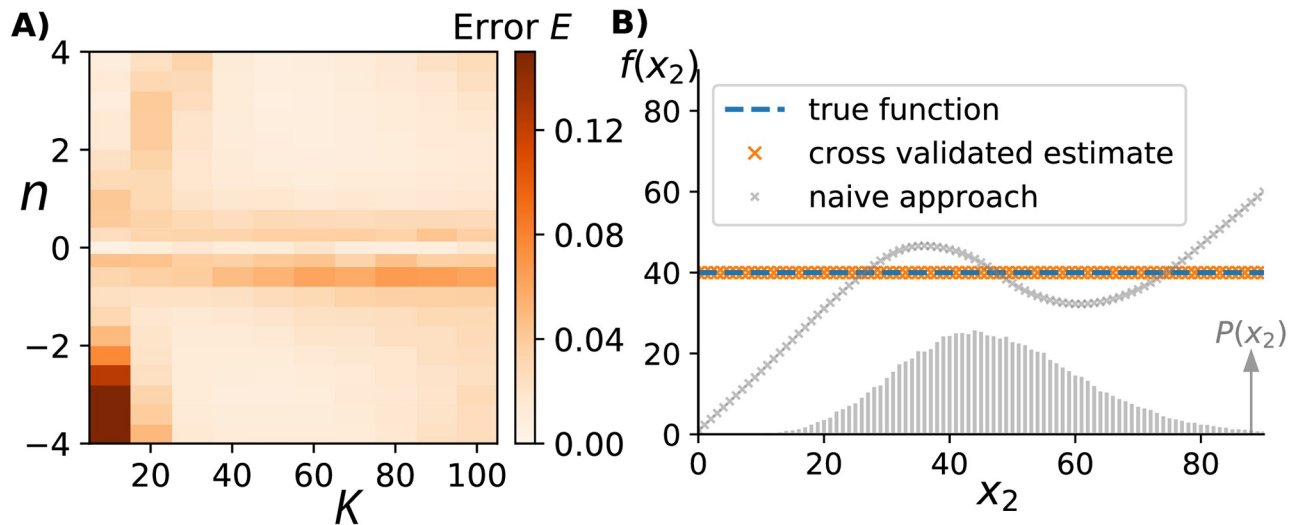 A)
Error E
4
2
0
−2
−4
n
20 40 60 80 100
K
0.12
0.08
0.04
0.00
B)
f(x₂)
80
60
40
20
0
true function
cross validated estimate
naive approach
P(x₂)
0 20 40 60 80
x₂